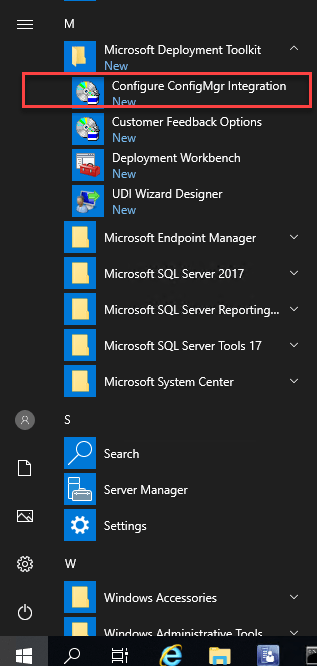 M
Microsoft Deployment Toolkit
New
Configure ConfigMgr Integration
New
Customer Feedback Options
New
Deployment Workbench
New
UDI Wizard Designer
New
Microsoft Endpoint Manager
Microsoft SQL Server 2017
Microsoft SQL Server Reporting...
Microsoft SQL Server Tools 17
Microsoft System Center
S
Search
Server Manager
Settings
W
Windows Accessories
Windows Administrative Tools